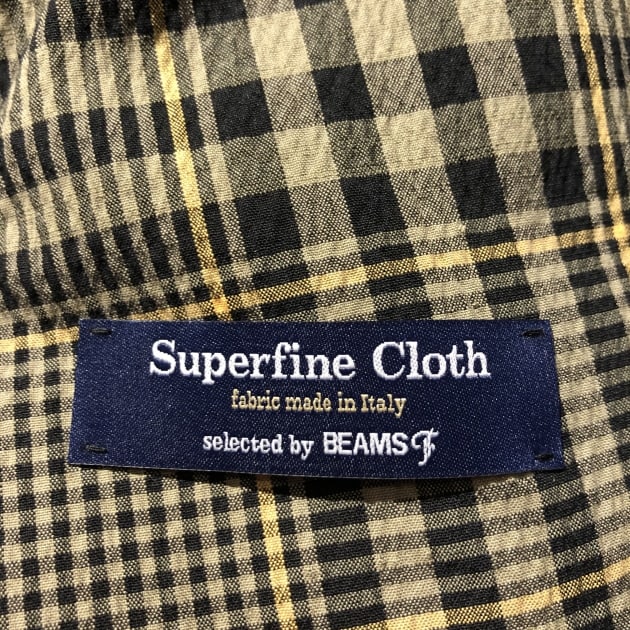 Superfine Cloth
fabric made in Italy
selected by BEAMS F